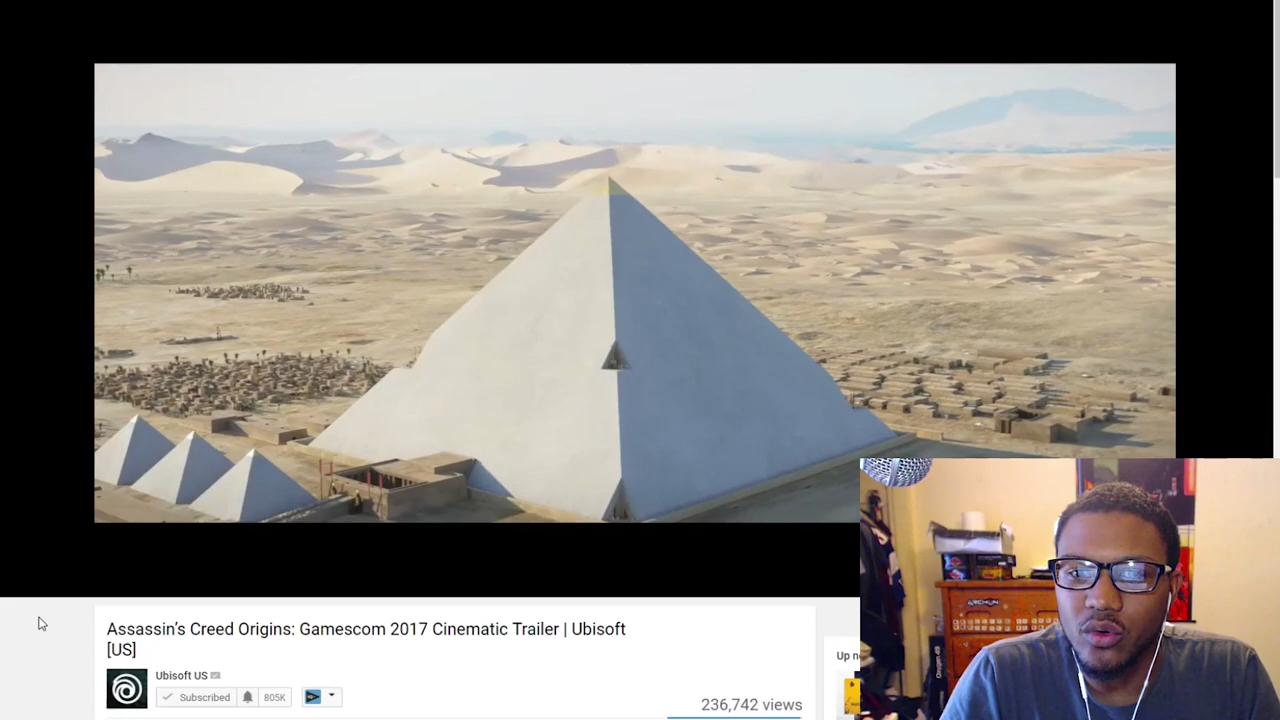 Assassin's Creed Origins: Gamescom 2017 Cinematic Trailer | Ubisoft
[US]
Ubisoft US
Subscribed
805K
236,742 views
Up